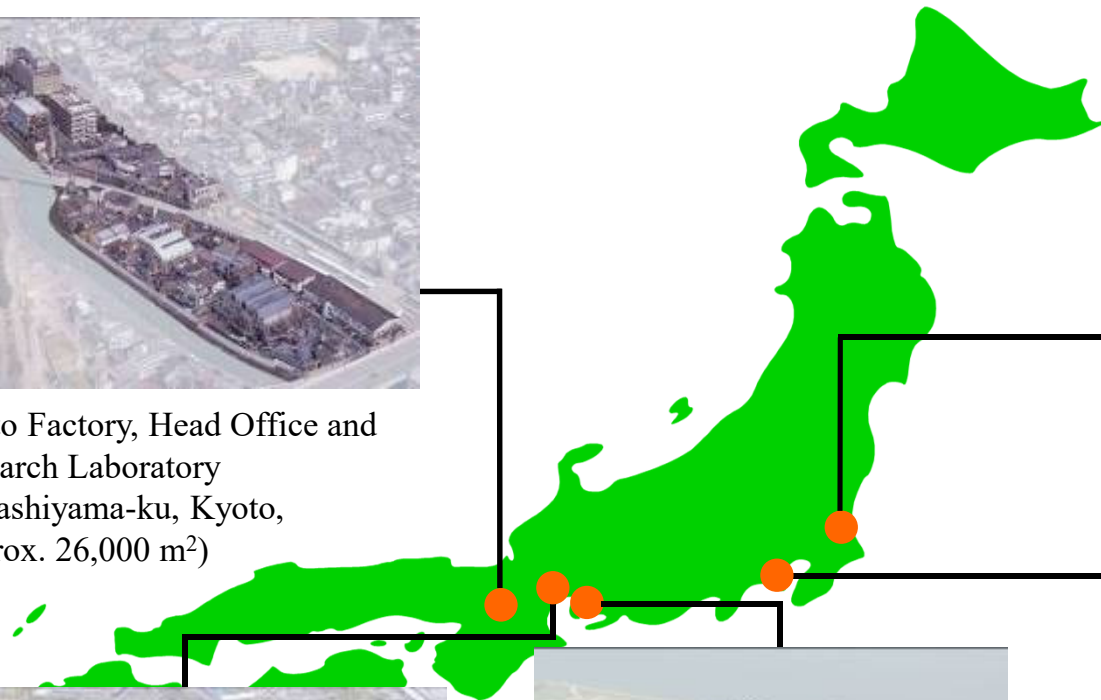 o Factory, Head Office and
arch Laboratory
ashiyama-ku, Kyoto,
rox. 26,000 m²)